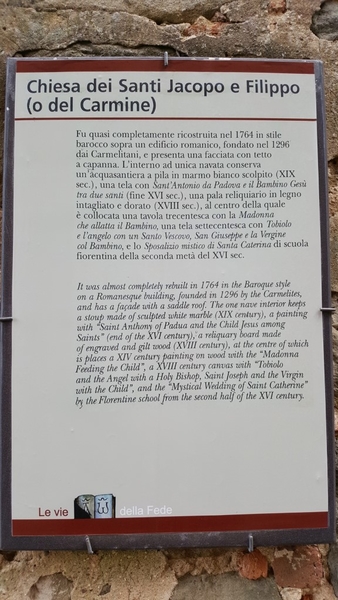 Chiesa dei Santi Jacopo e Filippo
(o del Carmine)
Fu quasi completamente ricostruita nel 1764 in stile
barocco sopra un edificio romanico, fondato nel 1296
dai Carmelitani, e presenta una facciata con tetto
a capanna. L'interno ad unica navata conserva
un'acquasantiera a pila in marmo bianco scolpito (XIX
sec.), una tela con Sant'Antonio da Padova e il Bambino Gesù
tra due santi (fine XVI sec.), una pala reliquiario in legno
intagliato e dorato (XVIII sec.), al centro della quale
è collocata una tavola trecentesca con la Madonna
che allatta il Bambino, una tela settecentesca con Tobiolo
e l'angelo con un Santo Vescovo, San Giuseppe e la Vergine
col Bambino, e lo Sposalizio mistico di Santa Caterina di scuola
fiorentina della seconda metà del XVI sec.
It was almost completely rebuilt in 1764 in the Baroque style
on a Romanesque building, founded in 1296 by the Carmelites,
and has a façade with a saddle roof. The one nave interior keeps
a stoup made of sculpted white marble (XIX century), a painting
with "Saint Anthony of Padua and the Child Jesus among
Saints" (end of the XVI century), a reliquary board made
of engraved and gilt wood (XVIII century), at the centre of which
is places a XIV century painting on wood with the "Madonna
Feeding the Child", a XVIII century canvas with "Tobiolo
and the Angel with a Holy Bishop, Saint Joseph and the Virgin
with the Child", and the "Mystical Wedding of Saint Catherine"
by the Florentine school from the second half of the XVI century.
Le vie della Fede